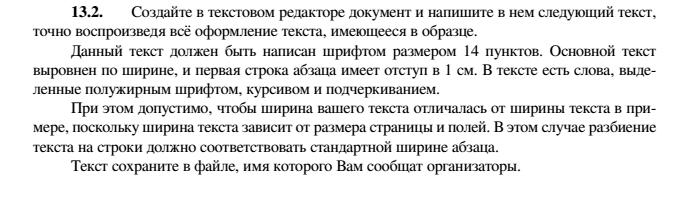 13.2. Создайте в текстовом редакторе документ и напишите в нем следующий текст,
точно воспроизведя всё оформление текста, имеющееся в образце.
Данный текст должен быть написан шрифтом размером 14 пунктов. Основной текст
выровнен по ширине, и первая строка абзаца имеет отступ в 1 см. В тексте есть слова, выде-
ленные полужирным шрифтом, курсивом и подчеркиванием.
При этом допустимо, чтобы ширина вашего текста отличалась от ширины текста в при-
мере, поскольку ширина текста зависит от размера страницы и полей. В этом случае разбиение
текста на строки должно соответствовать стандартной ширине абзаца.
Текст сохраните в файле, имя которого Вам сообщат организаторы.